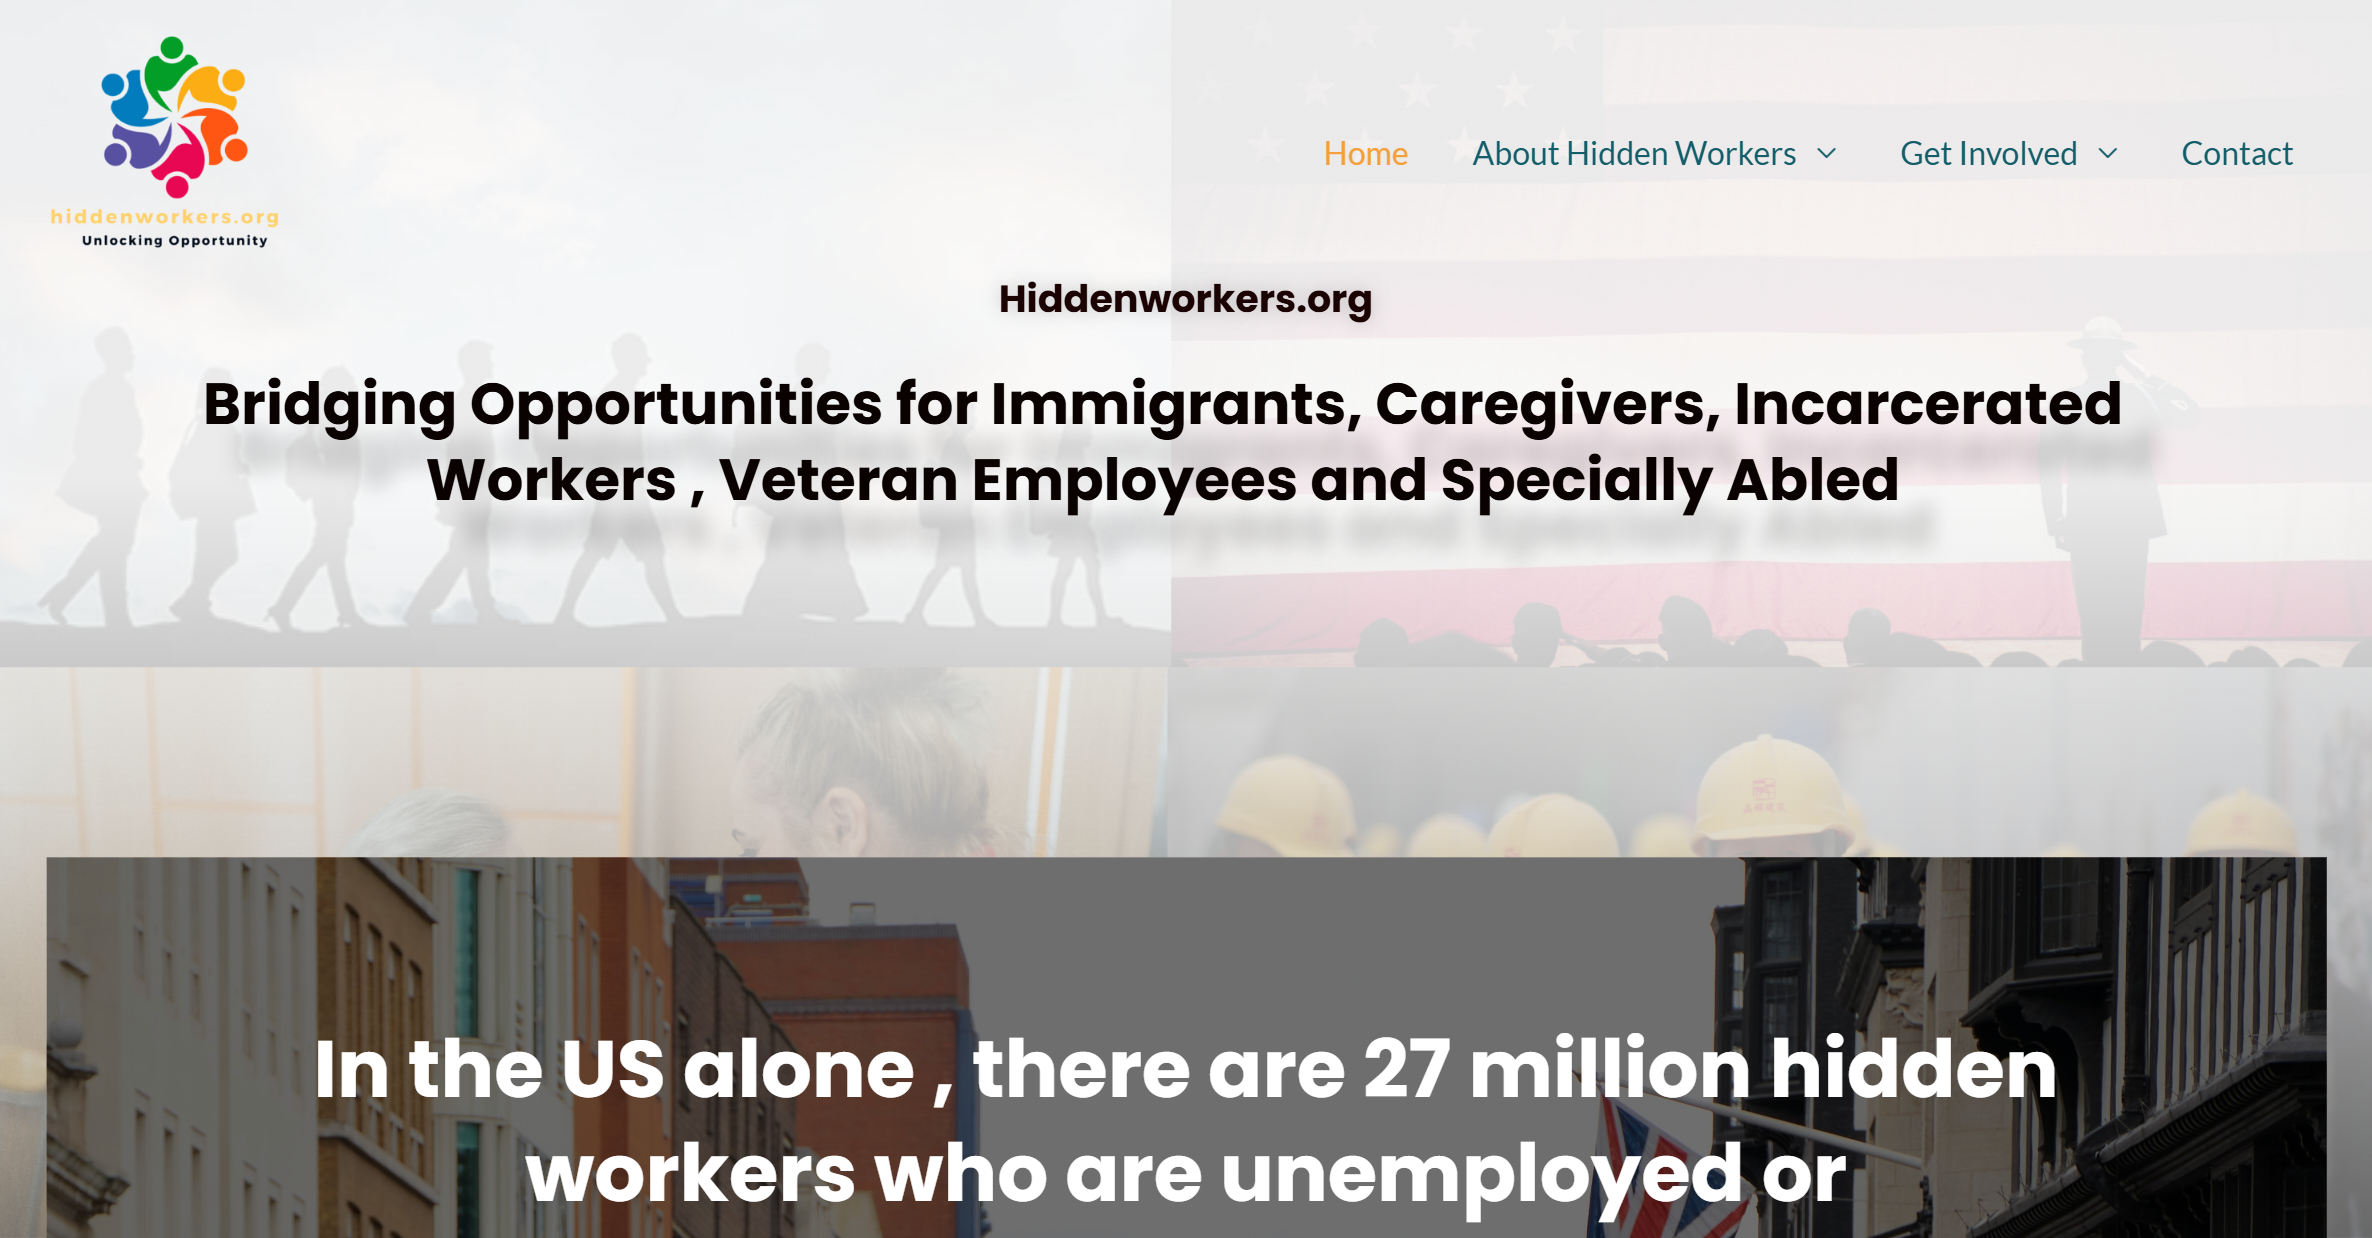 hiddenworkers.org
Unlocking Opportunity
Home
About Hidden Workers
Get Involved
Contact
Hiddenworkers.org
Bridging Opportunities for Immigrants, Caregivers, Incarcerated
Workers , Veteran Employees and Specially Abled
In the US alone , there are 27 million hidden
workers who are unemployed or